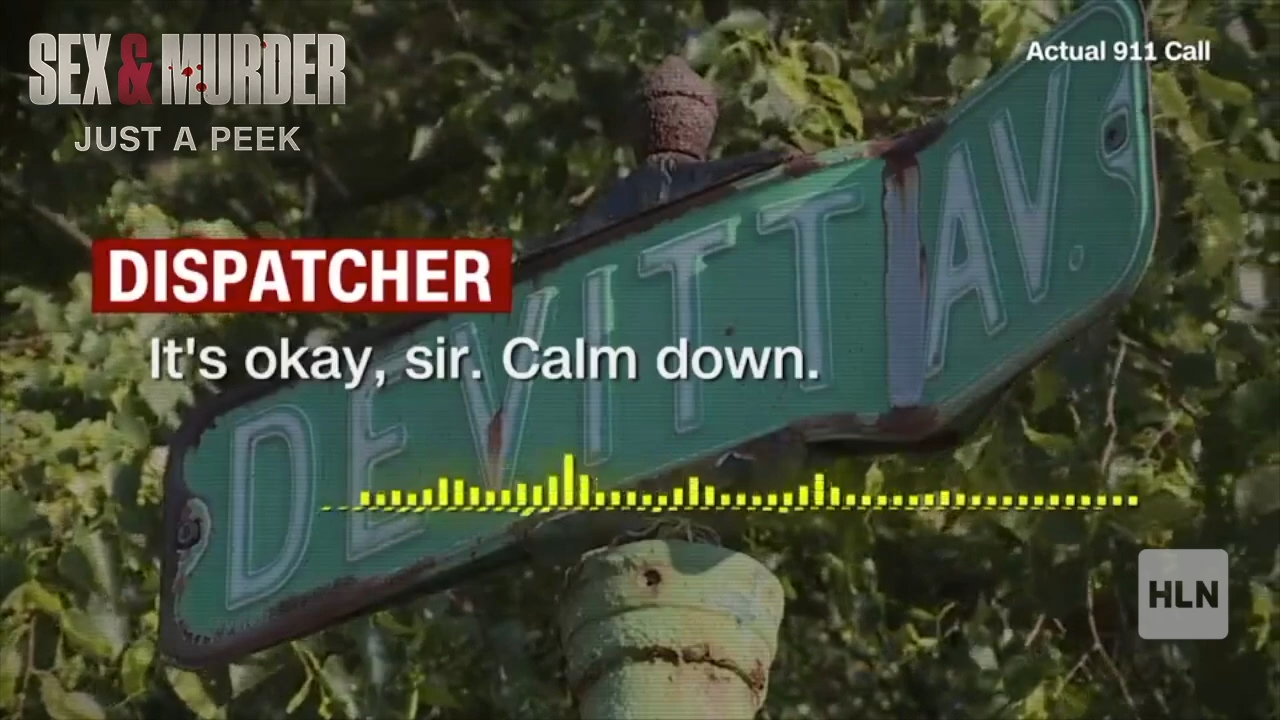 SEX & MURDER
JUST A PEEK
Actual 911 Call
DISPATCHER
It's okay, sir. Calm down.
DEVITT AV.
HLN